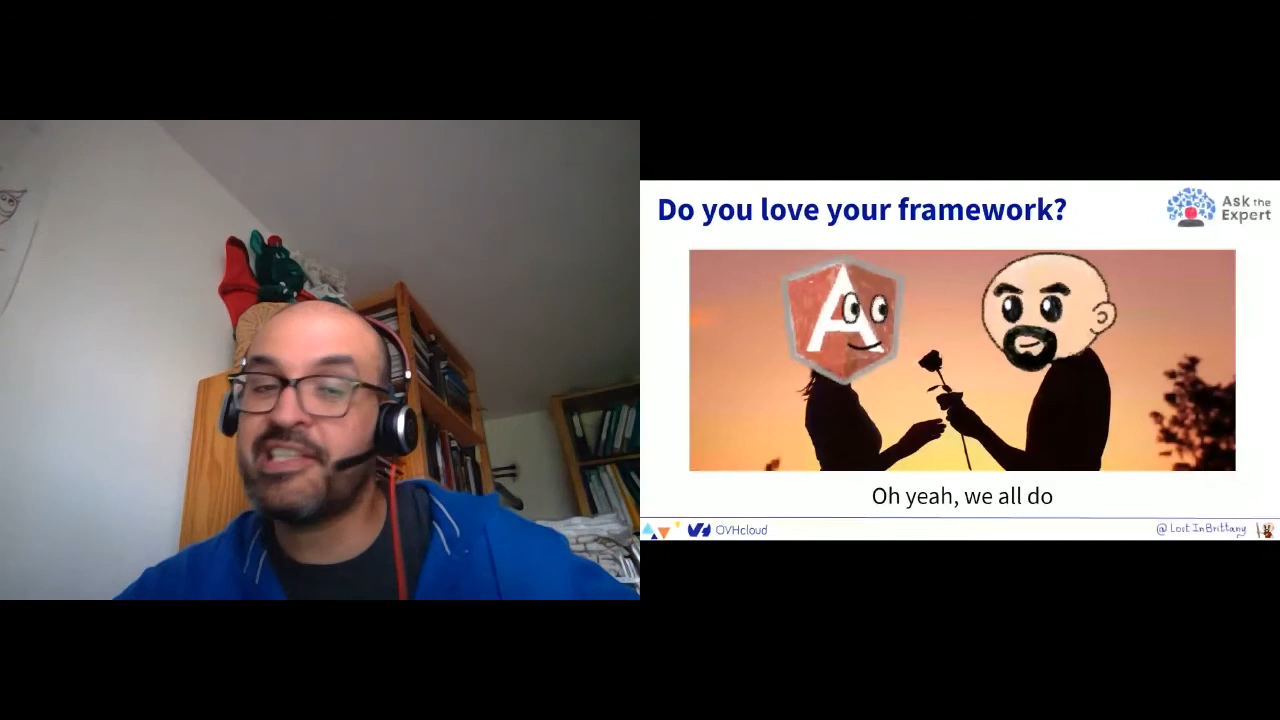 Do you love your framework?
Ask the
Expert
A
Oh yeah, we all do
OVHcloud
@LostInBrittany